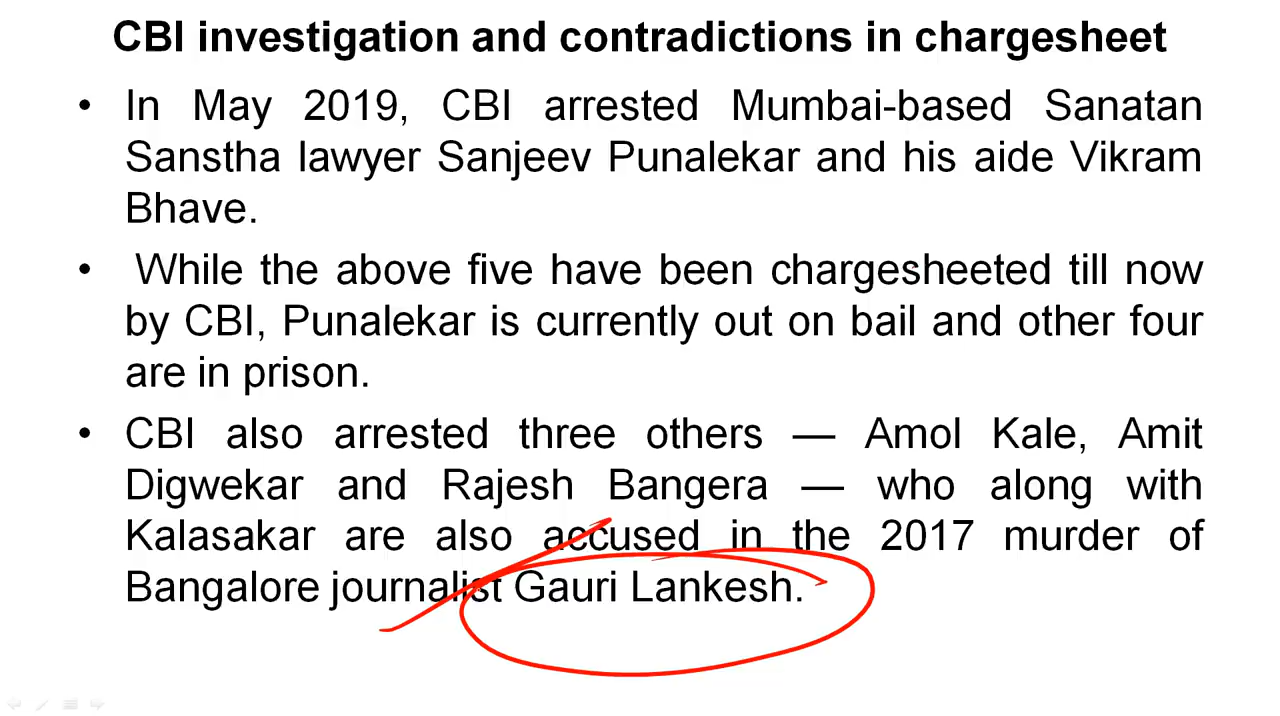 CBI investigation and contradictions in chargesheet
• In May 2019, CBI arrested Mumbai-based Sanatan
Sanstha lawyer Sanjeev Punalekar and his aide Vikram
Bhave.
• While the above five have been chargesheeted till now
by CBI, Punalekar is currently out on bail and other four
are in prison.
• CBI also arrested three others — Amol Kale, Amit
Digwekar and Rajesh Bangera — who along with
Kalasakar are also accused in the 2017 murder of
Bangalore journalist Gauri Lankesh.